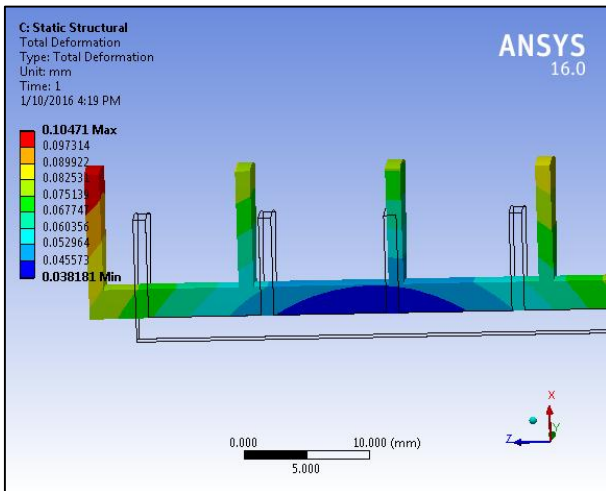 C: Static Structural
Total Deformation
Type: Total Deformation
Unit: mm
Time: 1
1/10/2016 4:19 PM
ANSYS
16.0
0.10471 Max
0.097314
0.089922
0.082531
0.075139
0.067747
0.060356
0.052964
0.045573
0.038181 Min
X
Y
Z
0.000
10.000 (mm)
5.000